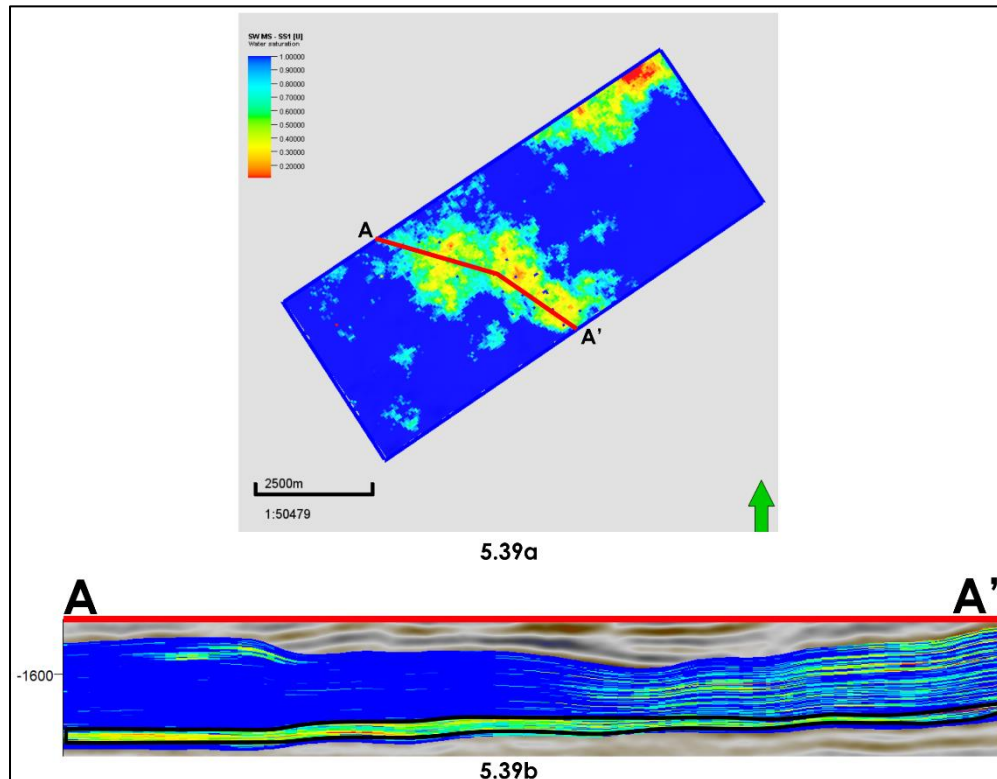 SW MS - SS1 [U]
Water saturation
1.00000
0.90000
0.80000
0.70000
0.60000
0.50000
0.40000
0.30000
0.20000
A
A'
2500m
1:50479
5.39a
A
A'
-1600
5.39b